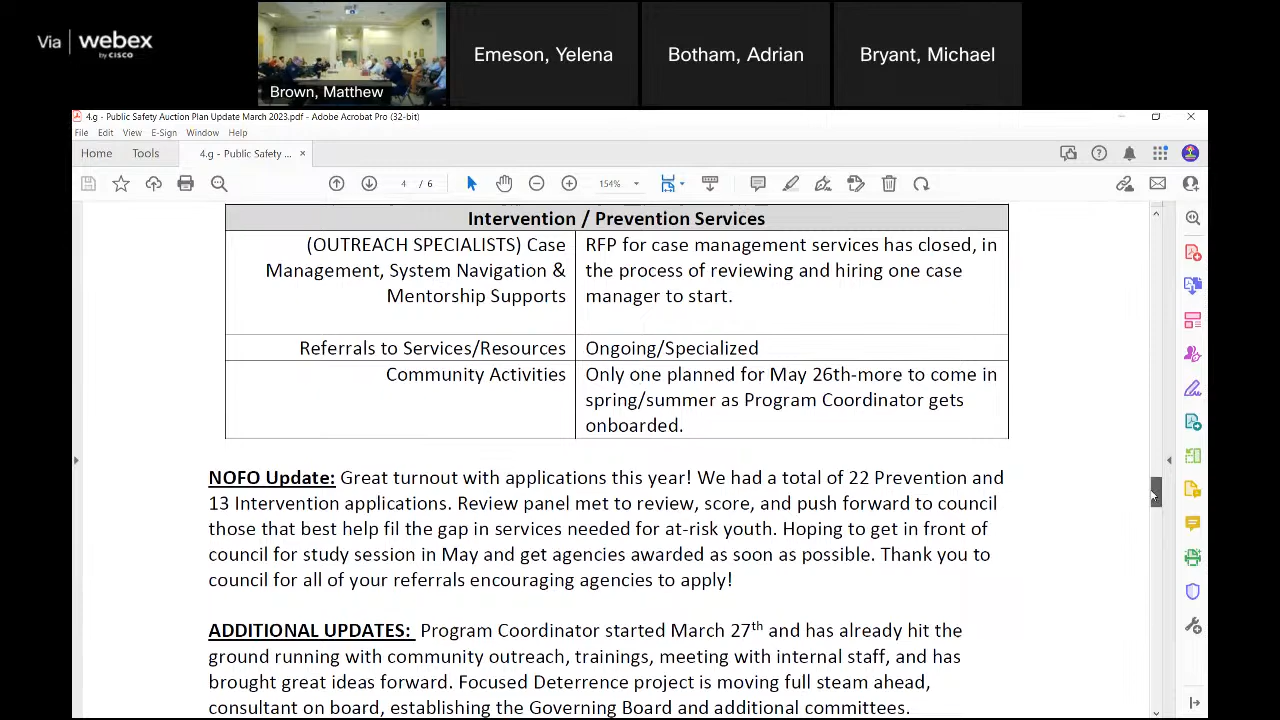 Via | webex
by CISCO
Brown, Matthew
Emeson, Yelena
Botham, Adrian
Bryant, Michael
4.g - Public Safety Auction Plan Update March 2023.pdf - Adobe Acrobat Pro (32-bit)
File Edit View E-Sign Window Help
Home Tools 4.g - Public Safety ... ×
4 / 6 154%
Intervention / Prevention Services
(OUTREACH SPECIALISTS) Case
Management, System Navigation &
Mentorship Supports
RFP for case management services has closed, in
the process of reviewing and hiring one case
manager to start.
Referrals to Services/Resources
Ongoing/Specialized
Community Activities
Only one planned for May 26th-more to come in
spring/summer as Program Coordinator gets
onboarded.
NOFO Update: Great turnout with applications this year! We had a total of 22 Prevention and
13 Intervention applications. Review panel met to review, score, and push forward to council
those that best help fil the gap in services needed for at-risk youth. Hoping to get in front of
council for study session in May and get agencies awarded as soon as possible. Thank you to
council for all of your referrals encouraging agencies to apply!
ADDITIONAL UPDATES: Program Coordinator started March 27th and has already hit the
ground running with community outreach, trainings, meeting with internal staff, and has
brought great ideas forward. Focused Deterrence project is moving full steam ahead,
consultant on board, establishing the Governing Board and additional committees.